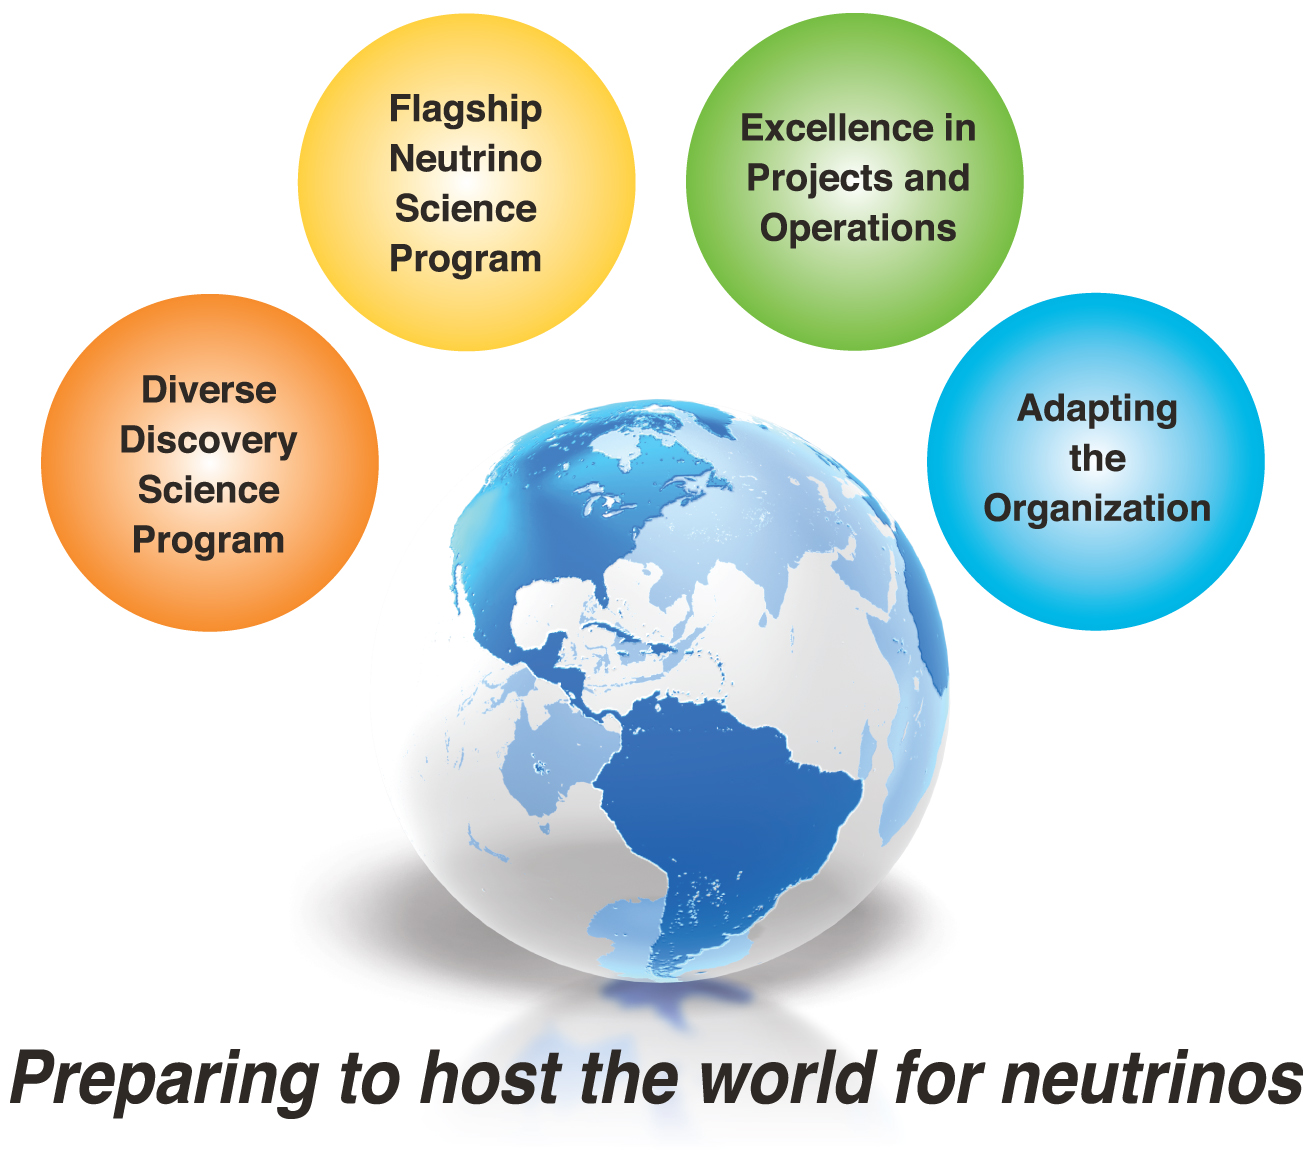 Flagship
Neutrino
Science
Program
Excellence in
Projects and
Operations
Diverse
Discovery
Science
Program
Adapting
the
Organization
Preparing to host the world for neutrinos